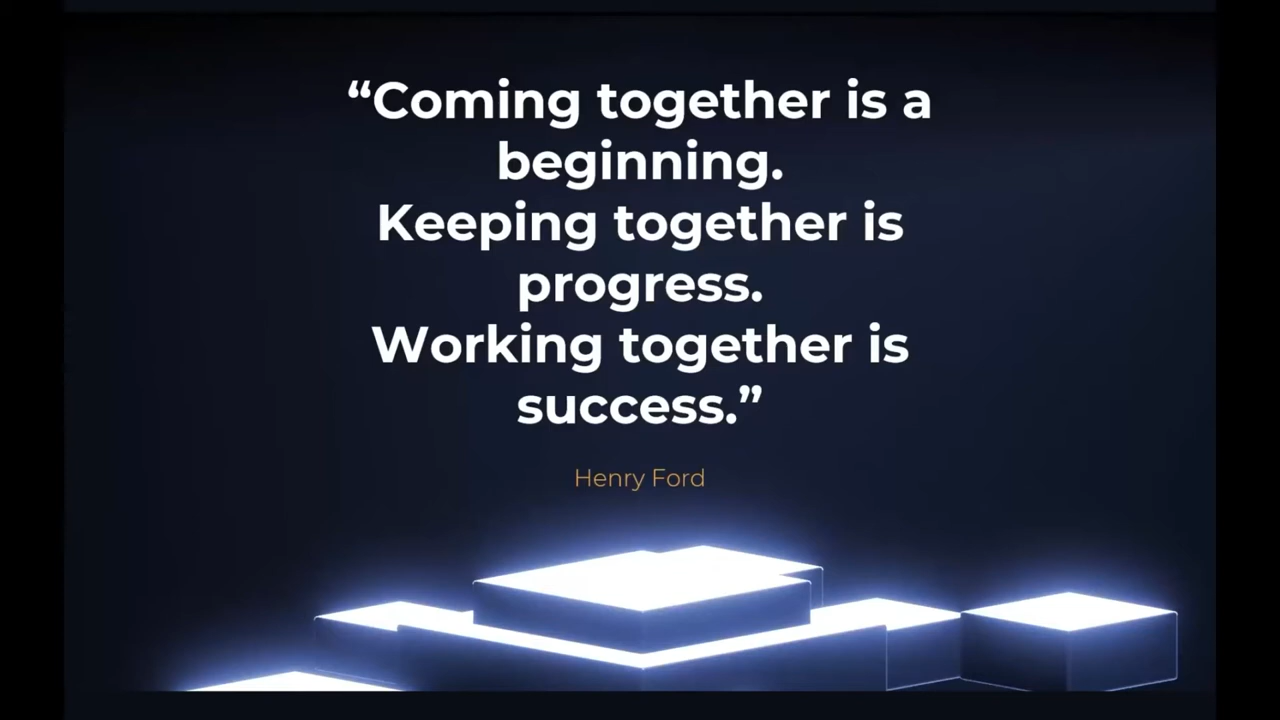 “Coming together is a
beginning.
Keeping together is
progress.
Working together is
success.”
Henry Ford